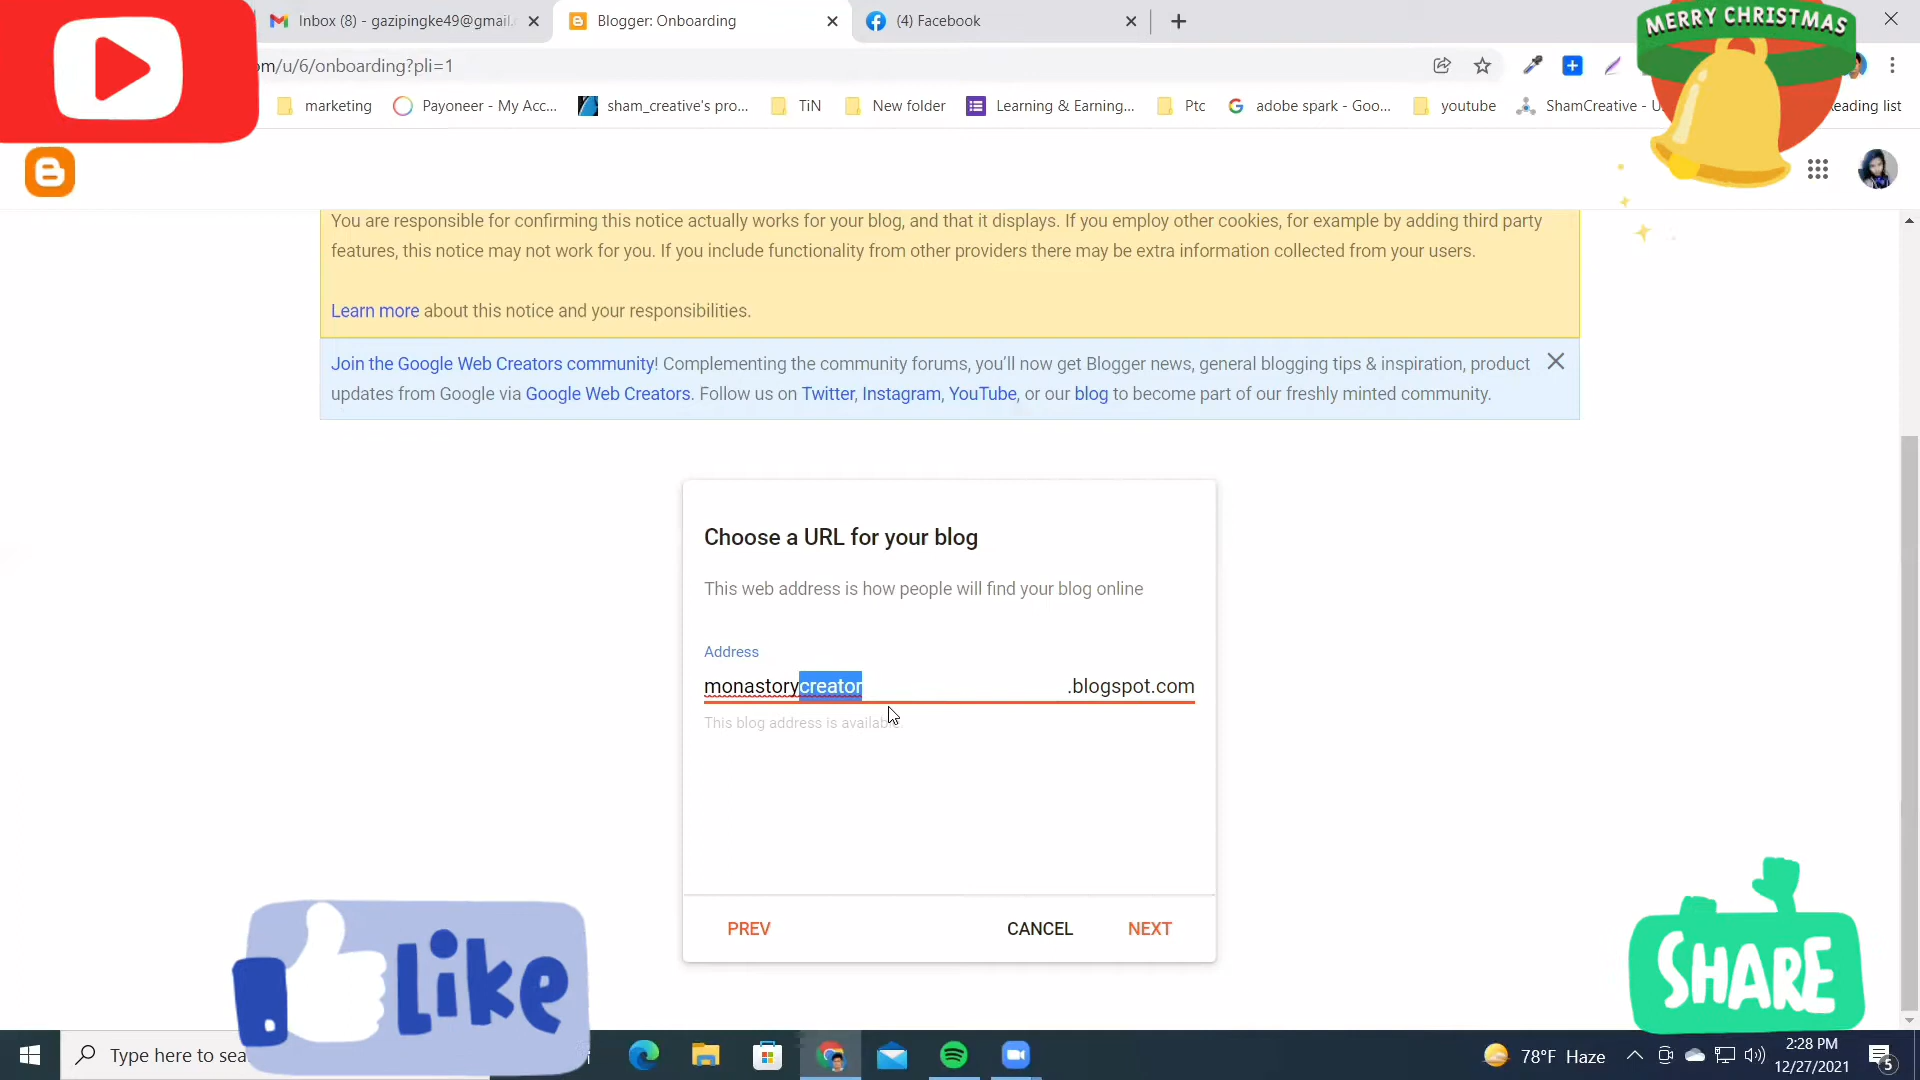 Inbox (8) - gazipingke49@gmail.
Blogger: Onboarding
(4) Facebook
MERRY CHRISTMAS
om/u/6/onboarding?pli=1
marketing
Payoneer - My Acc...
sham_creative's pro...
TiN
New folder
Learning & Earning...
Ptc
adobe spark - Goo...
youtube
ShamCreative - U
eading list
You are responsible for confirming this notice actually works for your blog, and that it displays. If you employ other cookies, for example by adding third party
features, this notice may not work for you. If you include functionality from other providers there may be extra information collected from your users.
Learn more about this notice and your responsibilities.
Join the Google Web Creators community! Complementing the community forums, you'll now get Blogger news, general blogging tips & inspiration, product
updates from Google via Google Web Creators. Follow us on Twitter, Instagram, YouTube, or our blog to become part of our freshly minted community.
Choose a URL for your blog
This web address is how people will find your blog online
Address
monastorycreator
.blogspot.com
This blog address is available.
PREV
CANCEL
NEXT
Like
SHARE
Type here to sea
78°F Haze
2:28 PM
12/27/2021
5